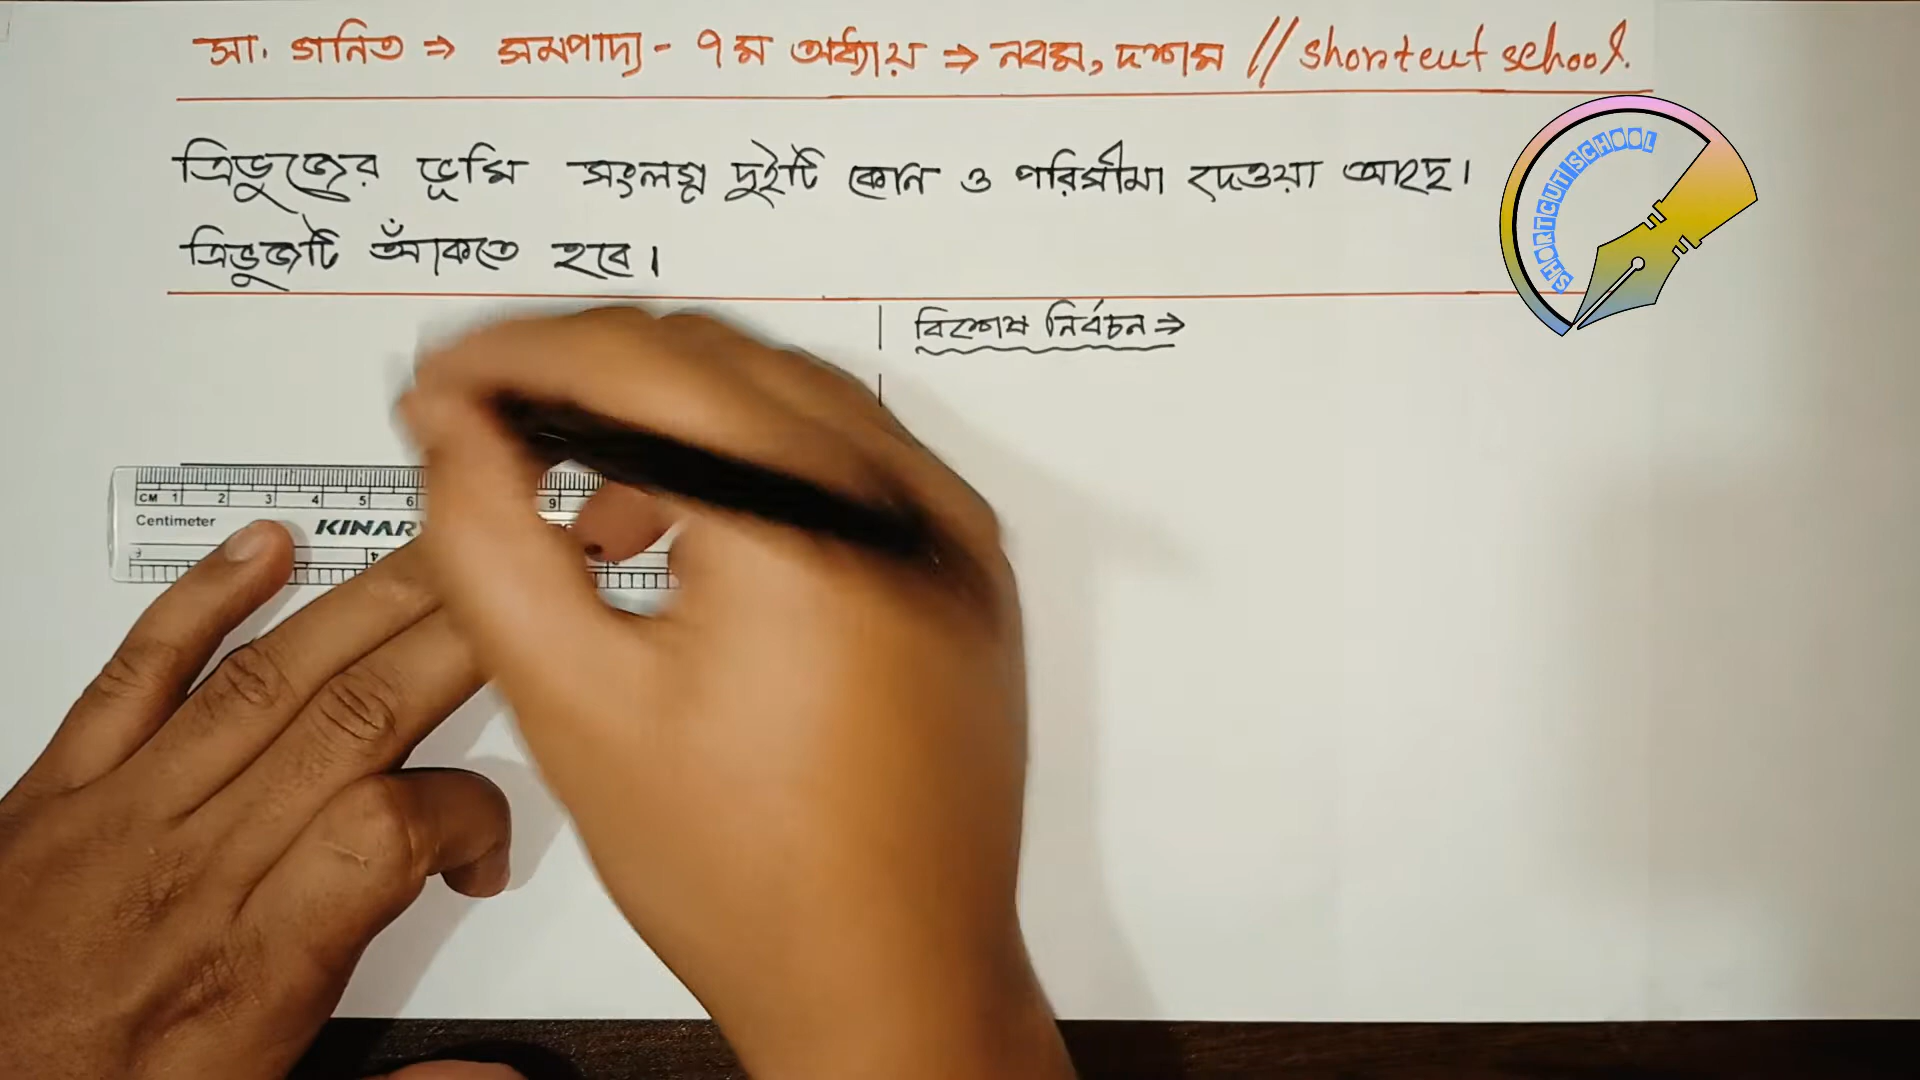 সা. গনিত ⇒ সমপাদ্য - ৭ম অধ্যায় ⇒ নবম, দশম // shortcut school.
ত্রিভুজের ভূমি সংলগ্ন দুইটি কোন ও পরিসীমা দেওয়া আছে।
ত্রিভুজটি আঁকতে হবে।
SHORTCUT SCHOOL
বিশেষ নির্বচন ⇒
CM 1 2 3 4 5 6 9
Centimeter KINAR